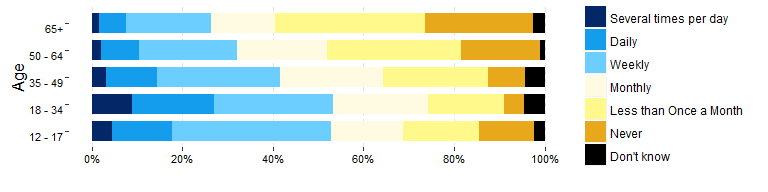 Age
65+
50 - 64
35 - 49
18 - 34
12 - 17
0% 20% 40% 60% 80% 100%
Several times per day
Daily
Weekly
Monthly
Less than Once a Month
Never
Don't know